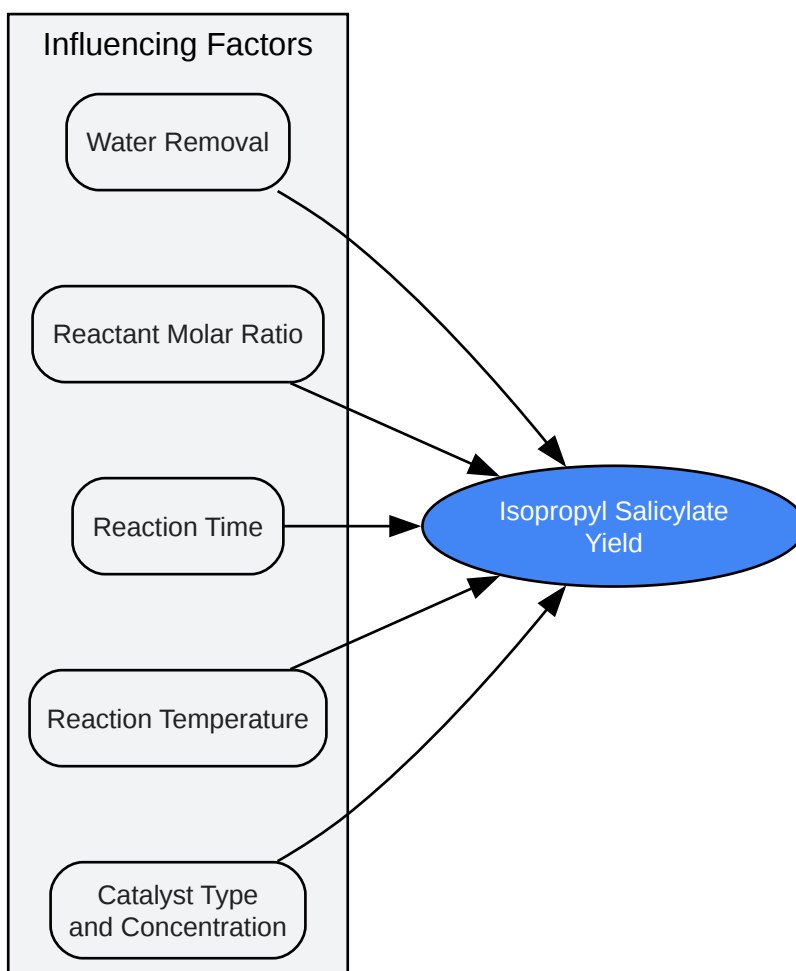 Influencing Factors
Water Removal
Reactant Molar Ratio
Reaction Time
Isopropyl Salicylate
Yield
Reaction Temperature
Catalyst Type
and Concentration